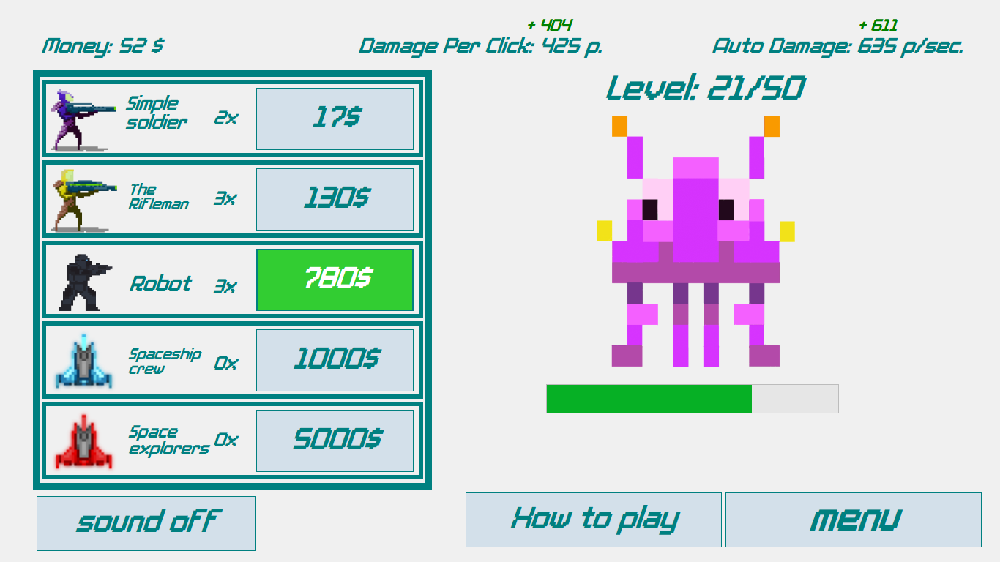 + 404
+ 611
Money: 52 $
Damage Per Click: 425 p.
Auto Damage: 635 p/sec.
Level: 21/50
Simple
soldier
2x
17$
The
Rifleman
3x
130$
Robot
3x
780$
Spaceship
crew
0x
1000$
Space
explorers
0x
5000$
sound off
How to play
menu